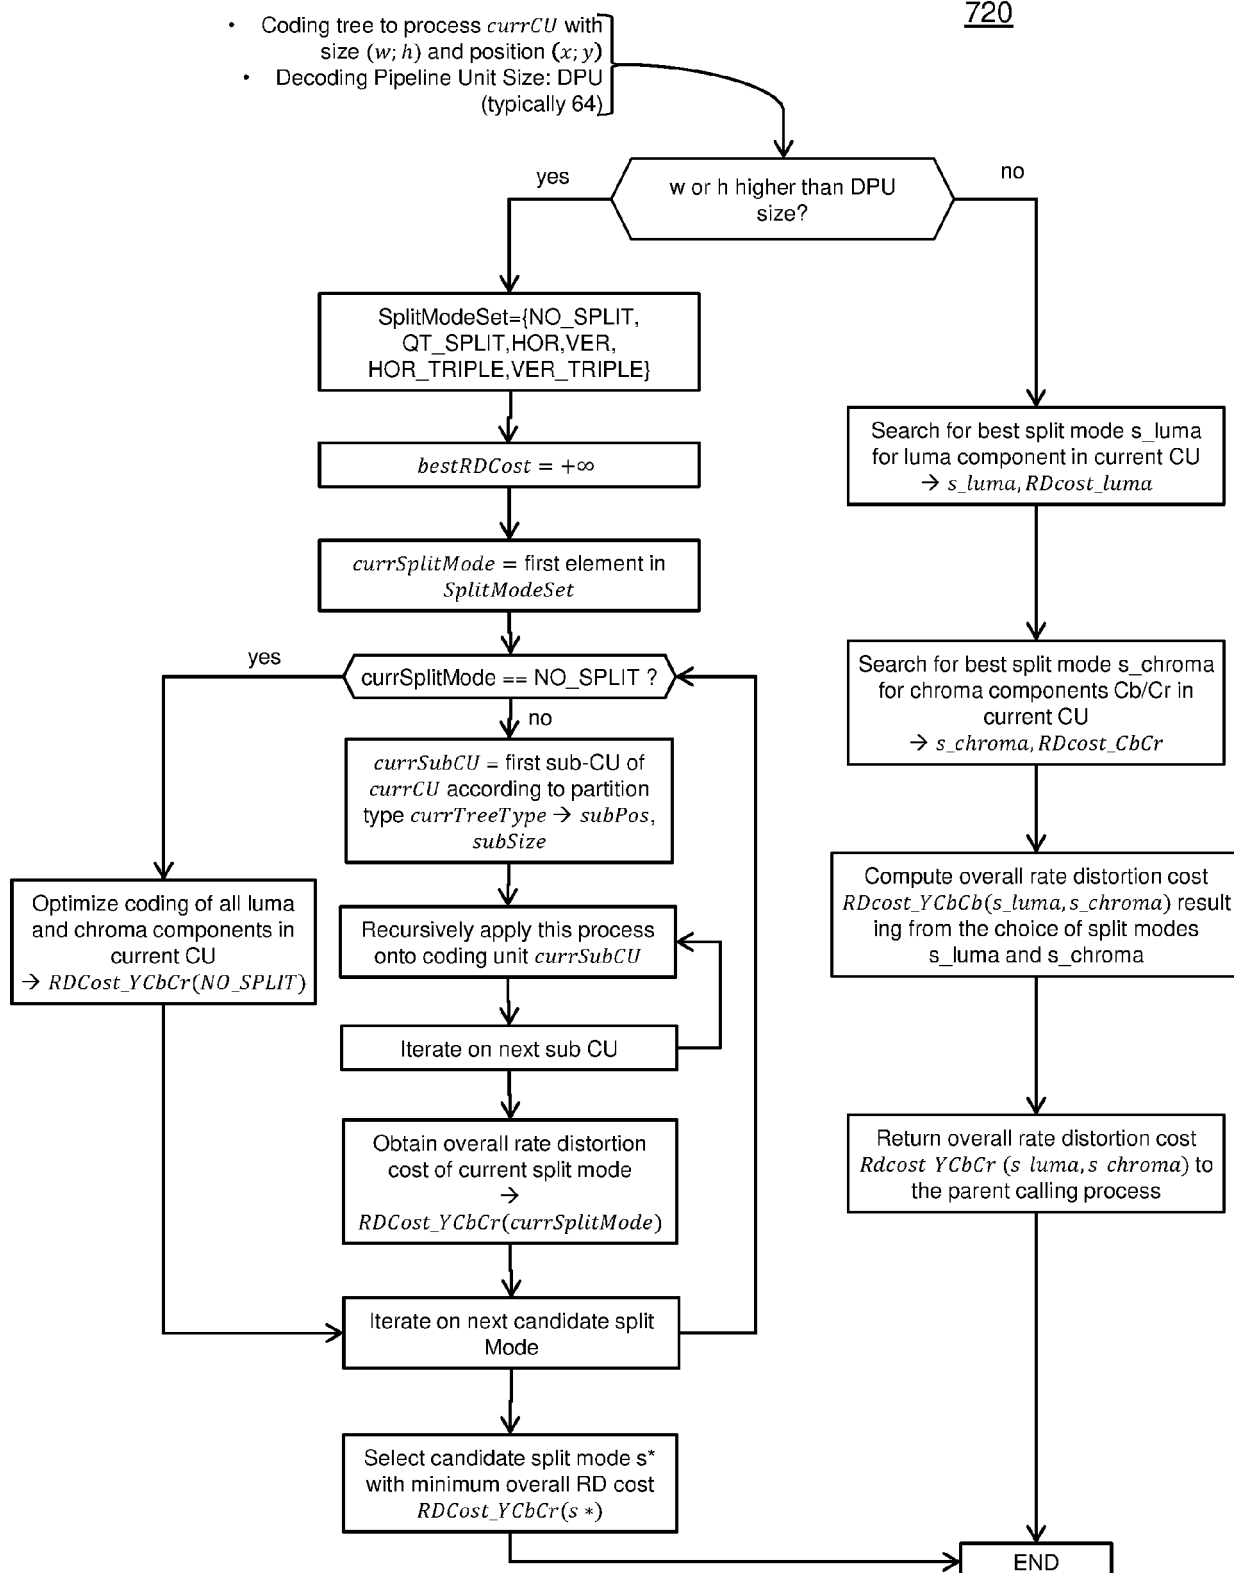 720
• Coding tree to process currCU with
size (w; h) and position (x; y)
• Decoding Pipeline Unit Size: DPU
(typically 64)
w or h higher than DPU
size?
yes
no
SplitModeSet={NO_SPLIT,
QT_SPLIT,HOR,VER,
HOR_TRIPLE,VER_TRIPLE}
bestRDCost = +∞
currSplitMode = first element in
SplitModeSet
currSplitMode == NO_SPLIT ?
yes
no
currSubCU = first sub-CU of
currCU according to partition
type currTreeType → subPos,
subSize
Optimize coding of all luma
and chroma components in
current CU
→ RDCost_YCbCr(NO_SPLIT)
Recursively apply this process
onto coding unit currSubCU
Iterate on next sub CU
Obtain overall rate distortion
cost of current split mode
→
RDCost_YCbCr(currSplitMode)
Iterate on next candidate split
Mode
Select candidate split mode s*
with minimum overall RD cost
RDCost_YCbCr(s *)
Search for best split mode s_luma
for luma component in current CU
→ s_luma, RDcost_luma
Search for best split mode s_chroma
for chroma components Cb/Cr in
current CU
→ s_chroma, RDcost_CbCr
Compute overall rate distortion cost
RDcost_YCbCb(s_luma, s_chroma) result
ing from the choice of split modes
s_luma and s_chroma
Return overall rate distortion cost
Rdcost YCbCr (s luma, s chroma) to
the parent calling process
END